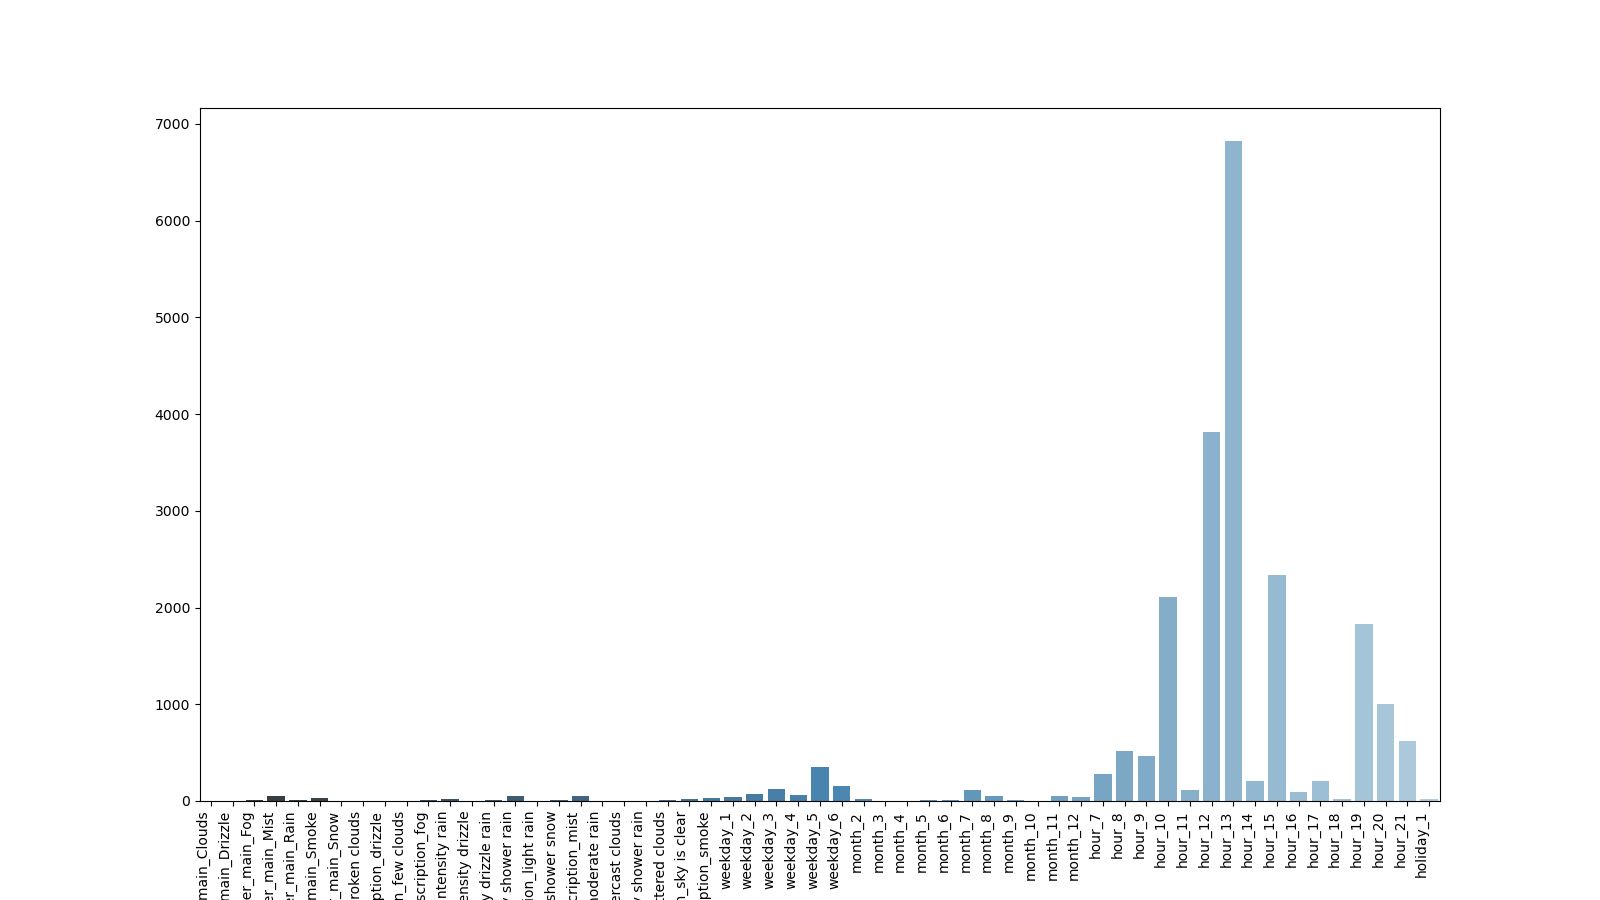 7000
6000
5000
4000
3000
2000
1000
0
main_Clouds
main_Drizzle
er_main_Fog
er_main_Mist
er_main_Rain
main_Smoke
r_main_Snow
roken clouds
ption_drizzle
n_few clouds
scription_fog
ntensity rain
ensity drizzle
y drizzle rain
y shower rain
ion_light rain
shower snow
cription_mist
noderate rain
ercast clouds
y shower rain
ttered clouds
n_sky is clear
ption_smoke
weekday_1
weekday_2
weekday_3
weekday_4
weekday_5
weekday_6
month_2
month_3
month_4
month_5
month_6
month_7
month_8
month_9
month_10
month_11
month_12
hour_7
hour_8
hour_9
hour_10
hour_11
hour_12
hour_13
hour_14
hour_15
hour_16
hour_17
hour_18
hour_19
hour_20
hour_21
holiday_1